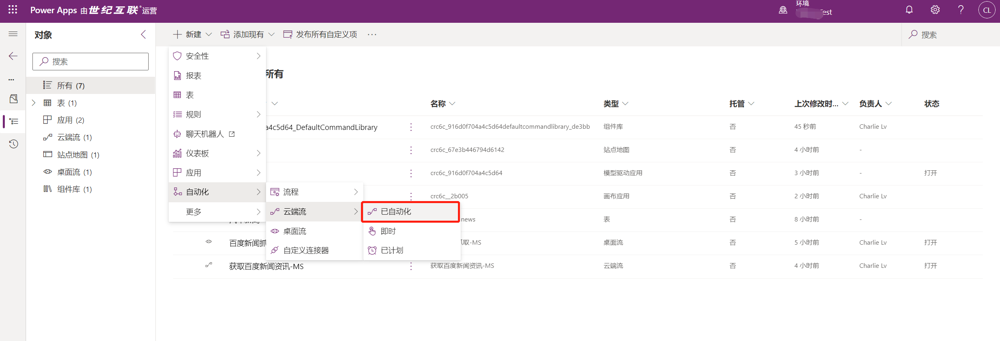 Power Apps 由世纪互联运营
环境
est
CL
对象
新建
添加现有
发布所有自定义项
搜索
搜索
所有 (7)
表 (1)
应用 (2)
云端流 (1)
站点地图 (1)
桌面流 (1)
组件库 (1)
安全性
报表
表
规则
聊天机器人
仪表板
应用
自动化
更多
流程
云端流
桌面流
自定义连接器
已自动化
即时
已计划
所有
名称
类型
托管
上次修改时...
负责人
状态
a4c5d64_DefaultCommandLibrary
crc6c_916d0f704a4c5d64defaultcommandlibrary_de3bb
组件库
否
45 秒前
Charlie Lv
crc6c_67e3b446794d6142
站点地图
否
4 小时前
-
crc6c_916d0f704a4c5d64
模型驱动应用
否
3 小时前
-
打开
crc6c__2b005
画布应用
否
2 小时前
Charlie Lv
news
表
否
8 小时前
-
百度新闻抓
取-MS
桌面流
否
5 小时前
Charlie Lv
打开
获取百度新闻资讯-MS
获取百度新闻资讯-MS
云端流
否
4 小时前
Charlie Lv
打开